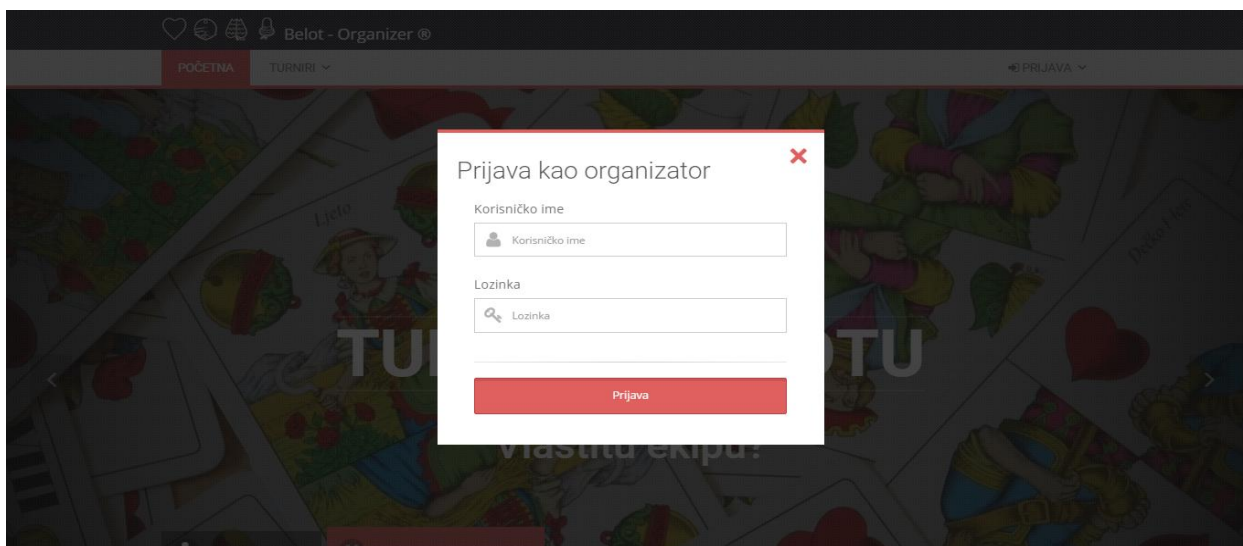 Belot - Organizer ®
POČETNA TURNIRI PRIJAVA
Prijava kao organizator
Korisničko ime
Korisničko ime
Lozinka
Lozinka
Prijava
Ljeto
vlastitu ekipu?